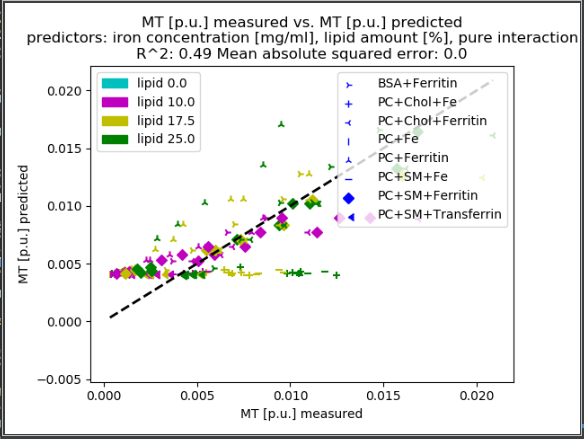 MT [p.u.] measured vs. MT [p.u.] predicted
predictors: iron concentration [mg/ml], lipid amount [%], pure interaction
R^2: 0.49 Mean absolute squared error: 0.0
lipid 0.0
lipid 10.0
lipid 17.5
lipid 25.0
BSA+Ferritin
PC+Chol+Fe
PC+Chol+Ferritin
PC+Fe
PC+Ferritin
PC+SM+Fe
PC+SM+Ferritin
PC+SM+Transferrin
MT [p.u.] predicted
0.020
0.015
0.010
0.005
0.000
−0.005
0.000 0.005 0.010 0.015 0.020
MT [p.u.] measured